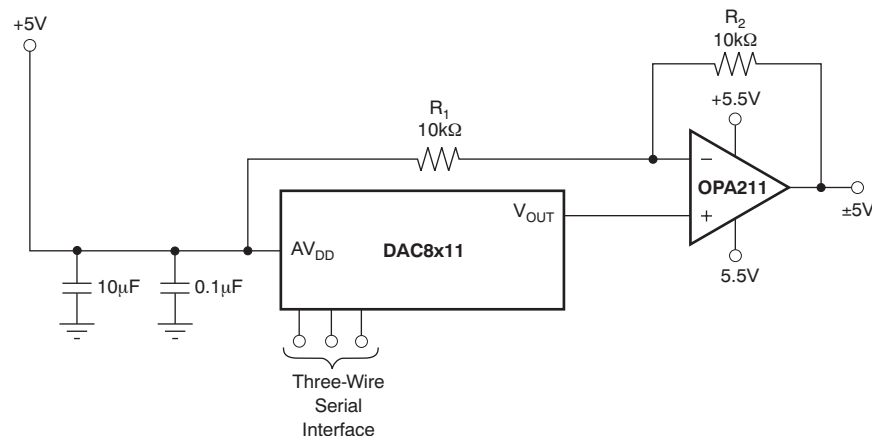 +5V
R2
10kΩ
+5.5V
R1
10kΩ
−
OPA211
+
±5V
5.5V
VOUT
AVDD
DAC8x11
10μF
0.1μF
Three-Wire
Serial
Interface